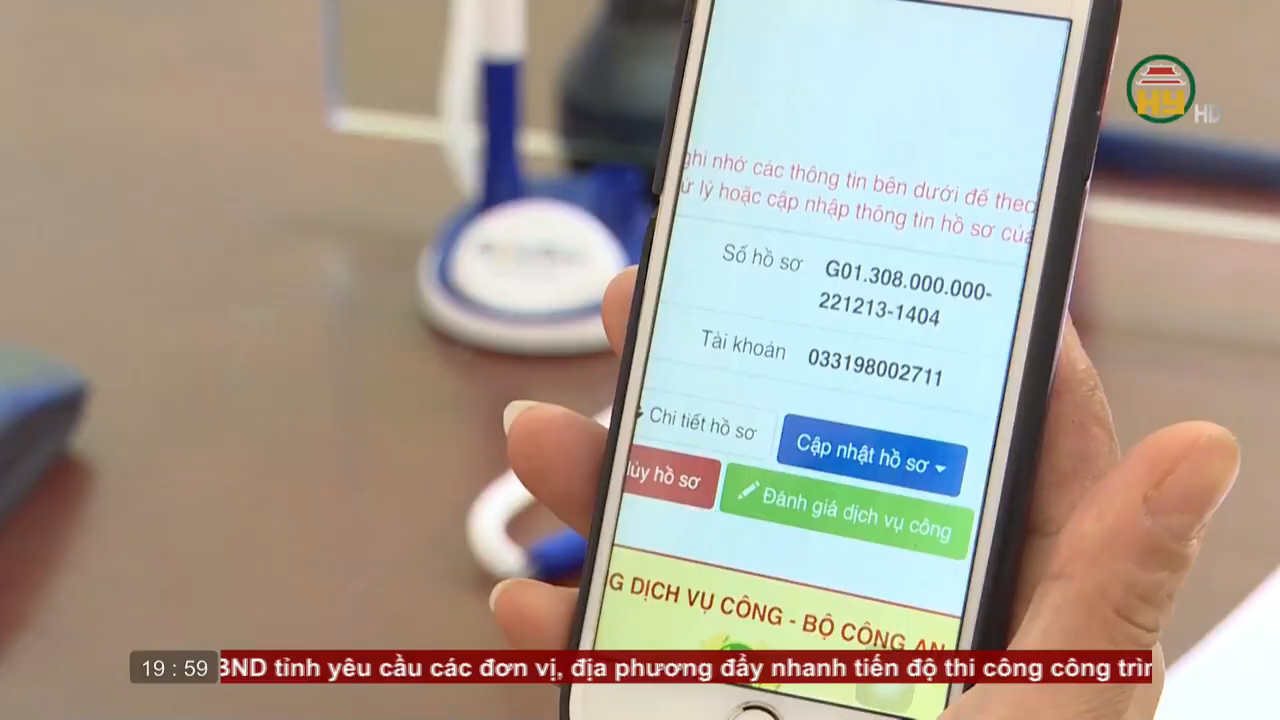 HY HD
ghi nhớ các thông tin bên dưới để theo
lý hoặc cập nhập thông tin hồ sơ của
Số hồ sơ G01.308.000.000-
221213-1404
Tài khoản 033198002711
Chi tiết hồ sơ Cập nhật hồ sơ
hủy hồ sơ Đánh giá dịch vụ công
G DỊCH VỤ CÔNG - BỘ CÔNG AN
19 : 59 BND tỉnh yêu cầu các đơn vị, địa phương đẩy nhanh tiến độ thi công công trìn